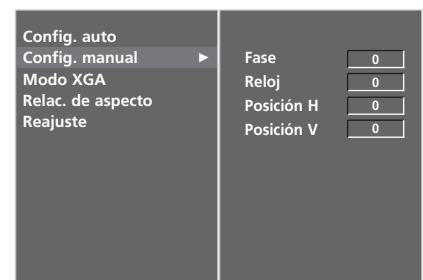 Config. auto
Config. manual ►
Modo XGA
Relac. de aspecto
Reajuste
Fase 0
Reloj 0
Posición H 0
Posición V 0